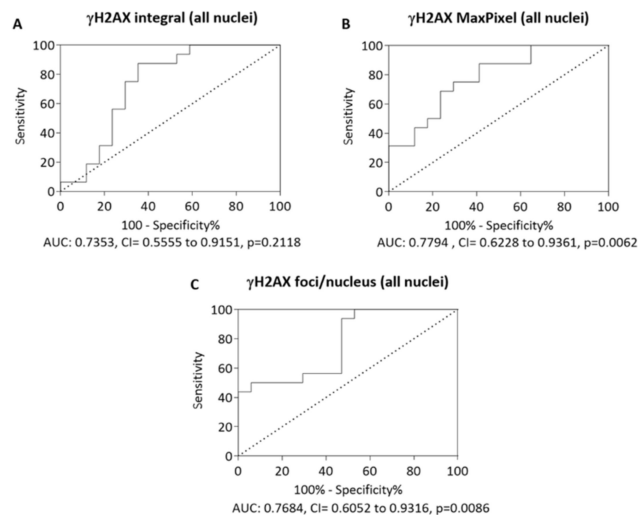 A
γH2AX integral (all nuclei)
100
80
60
40
20
0
Sensitivity
0 20 40 60 80 100
100 - Specificity%
AUC: 0.7353, CI= 0.5555 to 0.9151, p=0.2118
B
γH2AX MaxPixel (all nuclei)
100
80
60
40
20
0
Sensitivity
0 20 40 60 80 100
100% - Specificity%
AUC: 0.7794 , CI= 0.6228 to 0.9361, p=0.0062
C
γH2AX foci/nucleus (all nuclei)
100
80
60
40
20
0
Sensitivity
0 20 40 60 80 100
100% - Specificity%
AUC: 0.7684, CI= 0.6052 to 0.9316, p=0.0086